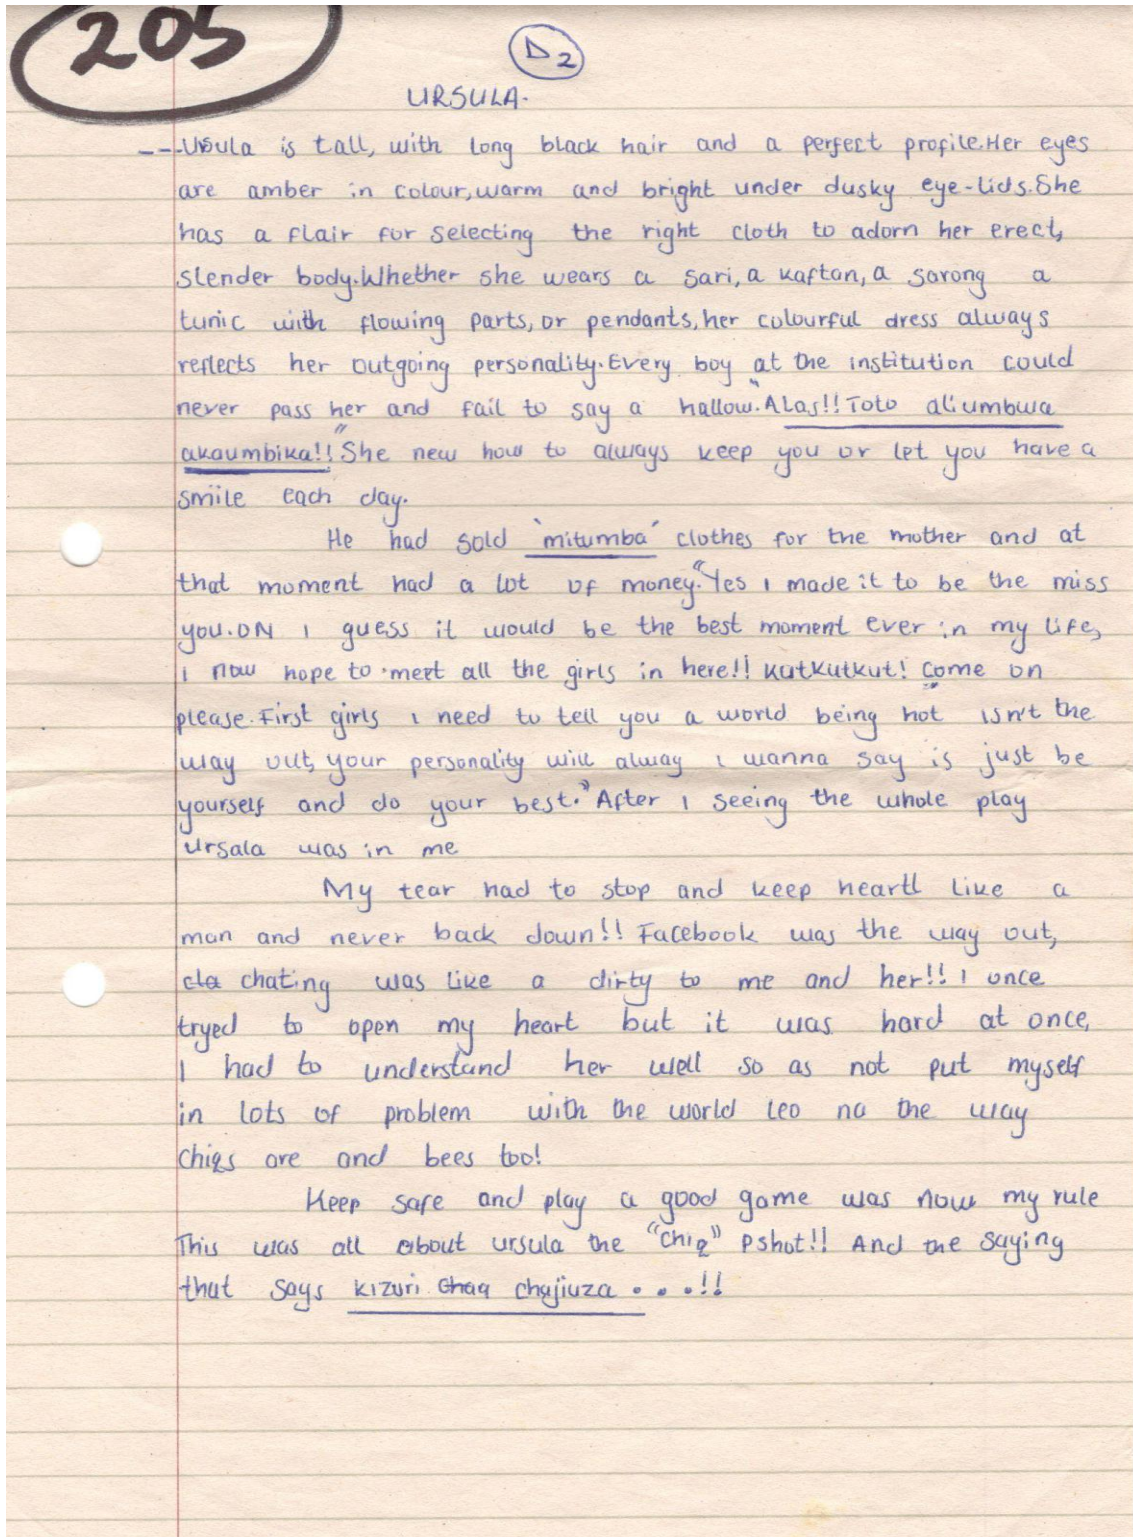 205
D2
URSULA.
---Ursula is tall, with long black hair and a perfect profile.Her eyes
are amber in colour, warm and bright under dusky eye-lids.She
has a flair for selecting the right cloth to adorn her erect,
slender body.Whether she wears a sari, a kaftan, a sarong a
tunic with flowing parts, or pendants, her colourful dress always
reflects her outgoing personality.Every boy at the institution could
never pass her and fail to say a hallow."ALas!! Toto aliumbwa
akaumbika!!" She new how to always keep you or let you have a
smile each day.
He had sold 'mitumba' clothes for the mother and at
that moment had a lot of money."Yes I made it to be the miss
you.ON I guess it would be the best moment ever in my life,
i now hope to meet all the girls in here!! Kutkutkut! Come on
please.First girls i need to tell you a world being hot isn't the
way out, your personality will alway i wanna say is just be
yourself and do your best." After I seeing the whole play
ursala was in me
My tear had to stop and keep heartl like a
man and never back down!! Facebook was the way out,
chating was like a dirty to me and her!! I once
tryed to open my heart but it was hard at once,
I had to understand her well so as not put myself
in lots of problem with the world leo na the way
chiqs are and bees too!
Keep safe and play a good game was now my rule
This was all about ursula the "chiq" Pshot!! And the saying
that says kizuri chajiuza . . . !!